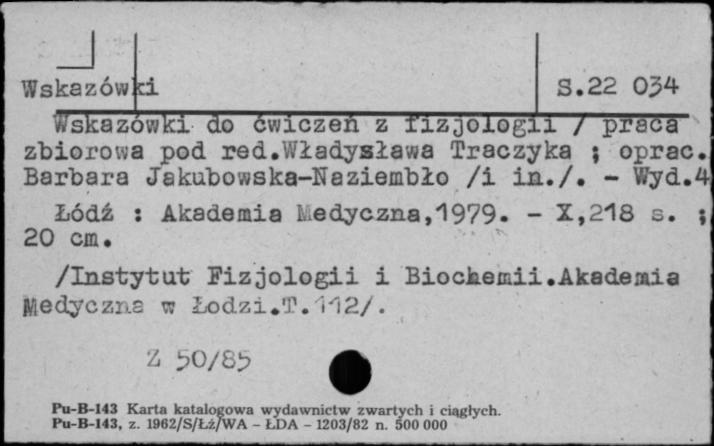 Wskazówki
S.22 034
Wskazówki do ćwiczeń z fizjologii / praca
zbiorowa pod red.Władysława Traczyka ; oprac.
Barbara Jakubowska-Naziembło /i in./. - Wyd.4
Łódź : Akademia Medyczna,1979. - X,218 s. ;
20 cm.
/Instytut Fizjologii i Biochemii.Akademia
Medyczna w Łodzi.T.112/.
Z 50/85
Pu-B-143 Karta katalogowa wydawnictw zwartych i ciągłych.
Pu-B-143, z. 1962/S/Łż/WA - ŁDA - 1203/82 n. 500 000